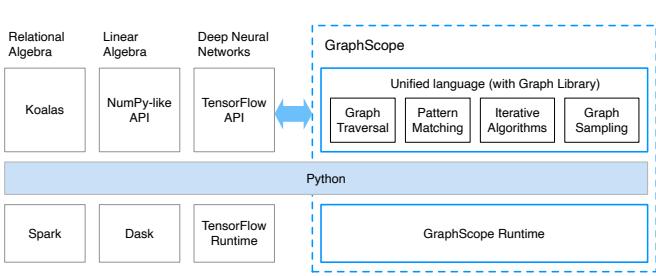 Relational
Algebra
Linear
Algebra
Deep Neural
Networks
GraphScope
Koalas
NumPy-like
API
TensorFlow
API
Unified language (with Graph Library)
Graph
Traversal
Pattern
Matching
Iterative
Algorithms
Graph
Sampling
Python
Spark
Dask
TensorFlow
Runtime
GraphScope Runtime